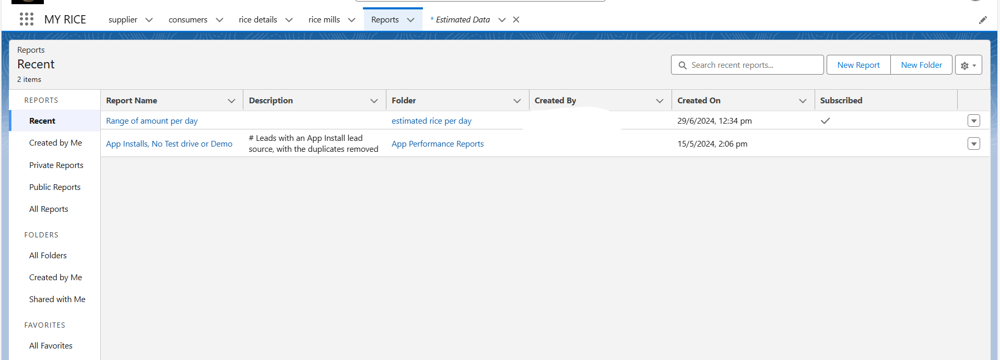 MY RICE supplier consumers rice details rice mills Reports * Estimated Data
Reports
Recent
2 items
Search recent reports...
New Report
New Folder
REPORTS
Recent
Created by Me
Private Reports
Public Reports
All Reports
FOLDERS
All Folders
Created by Me
Shared with Me
FAVORITES
All Favorites
Report Name Description Folder Created By Created On Subscribed
Range of amount per day estimated rice per day 29/6/2024, 12:34 pm
App Installs, No Test drive or Demo # Leads with an App Install lead
source, with the duplicates removed App Performance Reports 15/5/2024, 2:06 pm